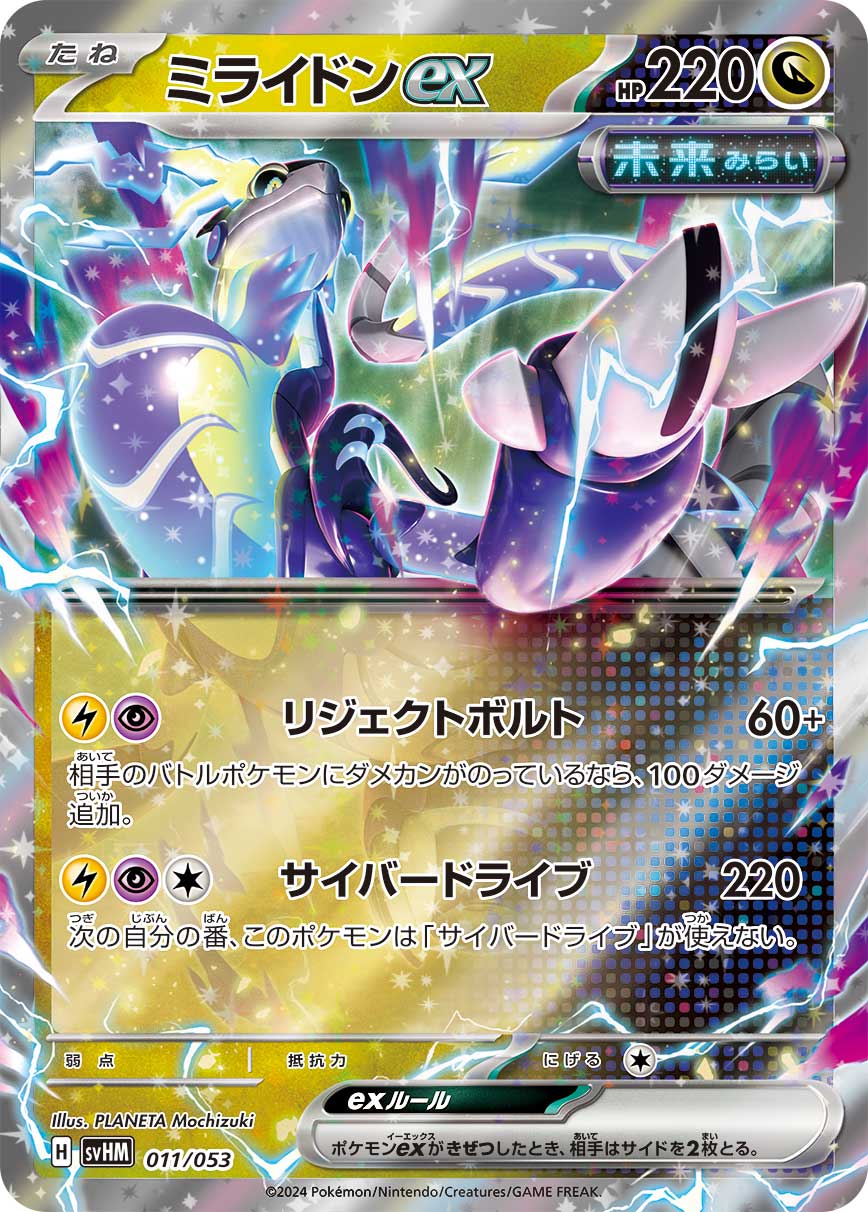 たね ミライドンex HP220
未来 みらい
リジェクトボルト 60+
相手のバトルポケモンにダメカンがのっているなら、100ダメージ
追加。
サイバードライブ 220
次の自分の番、このポケモンは「サイバードライブ」が使えない。
弱点 抵抗力 にげる
exルール
ポケモンexがきぜつしたとき、相手はサイドを2枚とる。
Illus. PLANETA Mochizuki
H svHM 011/053
©2024 Pokémon/Nintendo/Creatures/GAME FREAK.